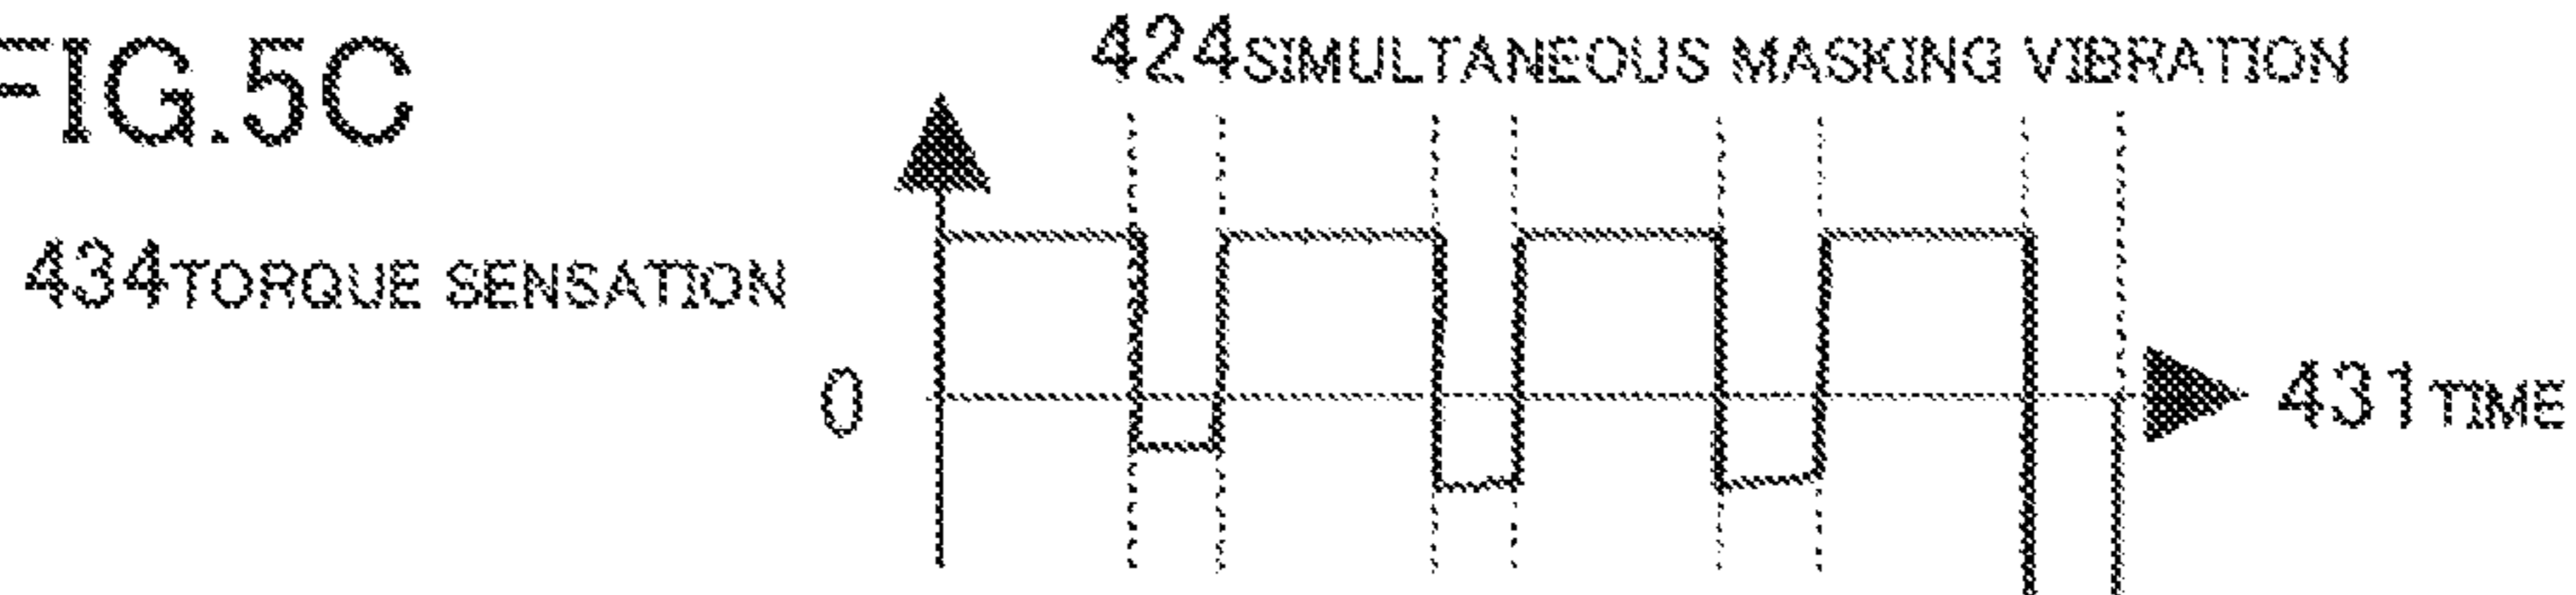 FIG.5C
424SIMULTANEOUS MASKING VIBRATION
434TORQUE SENSATION
0
431TIME